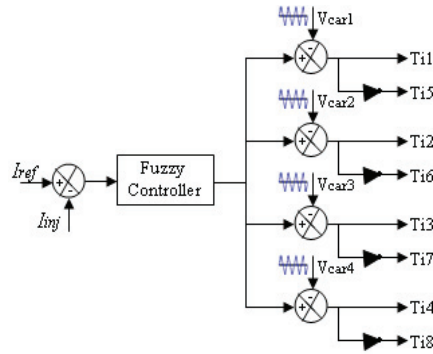 Vcar1
Ti1
Ti5
Vcar2
Ti2
Ti6
Iref
Fuzzy
Controller
Iinj
Vcar3
Ti3
Ti7
Vcar4
Ti4
Ti8